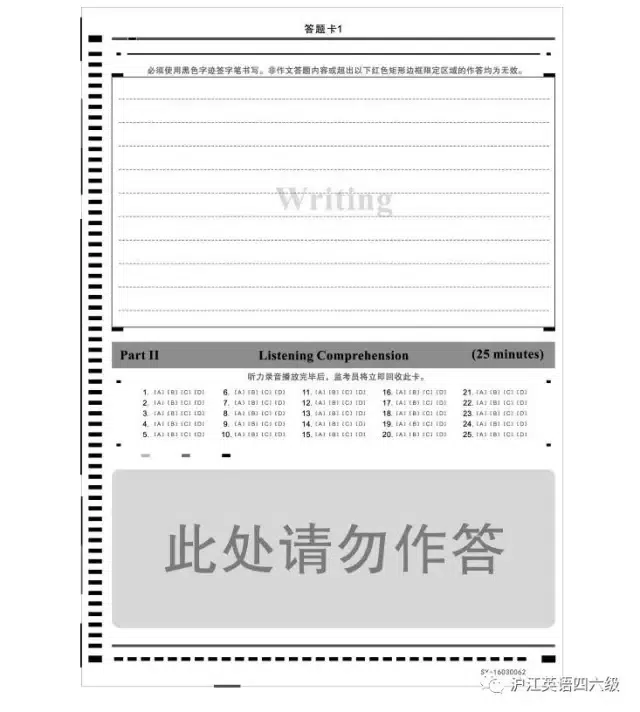 答题卡1
必须使用黑色字迹签字笔书写。非作文答题内容或超出以下红色矩形边框限定区域的作答均为无效。
Writing
Part II Listening Comprehension (25 minutes)
听力录音播放完毕后，监考员将立即回收此卡。
1. [A] [B] [C] [D] 6. [A] [B] [C] [D] 11. [A] [B] [C] [D] 16. [A] [B] [C] [D] 21. [A] [B] [C] [D]
2. [A] [B] [C] [D] 7. [A] [B] [C] [D] 12. [A] [B] [C] [D] 17. [A] [B] [C] [D] 22. [A] [B] [C] [D]
3. [A] [B] [C] [D] 8. [A] [B] [C] [D] 13. [A] [B] [C] [D] 18. [A] [B] [C] [D] 23. [A] [B] [C] [D]
4. [A] [B] [C] [D] 9. [A] [B] [C] [D] 14. [A] [B] [C] [D] 19. [A] [B] [C] [D] 24. [A] [B] [C] [D]
5. [A] [B] [C] [D] 10. [A] [B] [C] [D] 15. [A] [B] [C] [D] 20. [A] [B] [C] [D] 25. [A] [B] [C] [D]
此处请勿作答
SY-16030062
沪江英语四六级